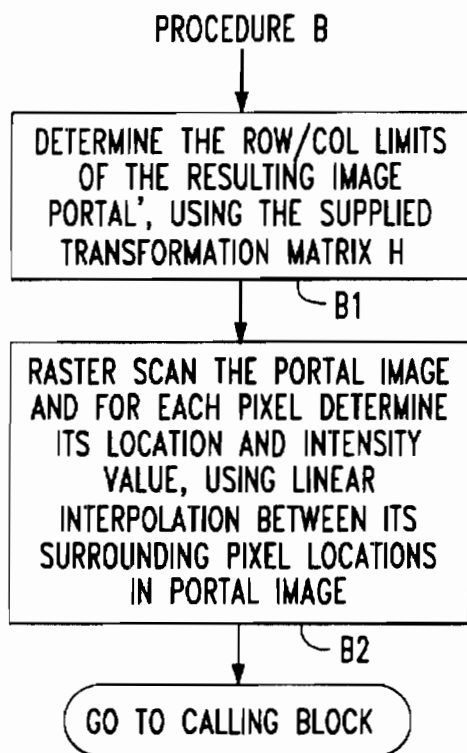 PROCEDURE B
DETERMINE THE ROW/COL LIMITS
OF THE RESULTING IMAGE
PORTAL', USING THE SUPPLIED
TRANSFORMATION MATRIX H
B1
RASTER SCAN THE PORTAL IMAGE
AND FOR EACH PIXEL DETERMINE
ITS LOCATION AND INTENSITY
VALUE, USING LINEAR
INTERPOLATION BETWEEN ITS
SURROUNDING PIXEL LOCATIONS
IN PORTAL IMAGE
B2
GO TO CALLING BLOCK